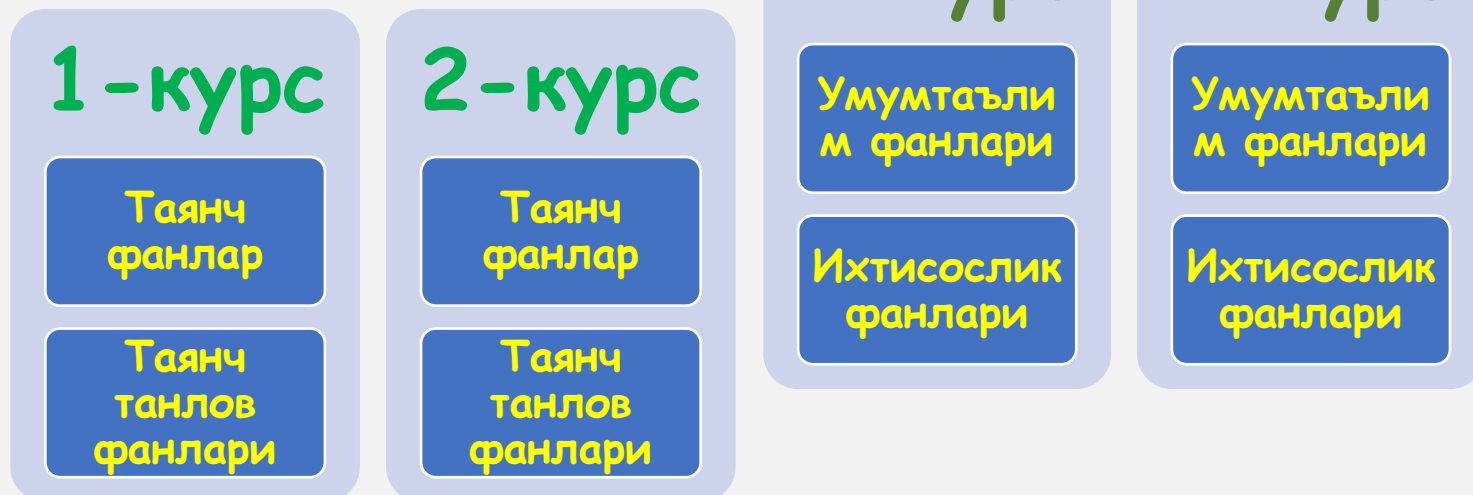 1-курс
Таянч
фанлар
Таянч
танлов
фанлари
2-курс
Таянч
фанлар
Таянч
танлов
фанлари
Умумтаъли
м фанлари
Ихтисослик
фанлари
Умумтаъли
м фанлари
Ихтисослик
фанлари